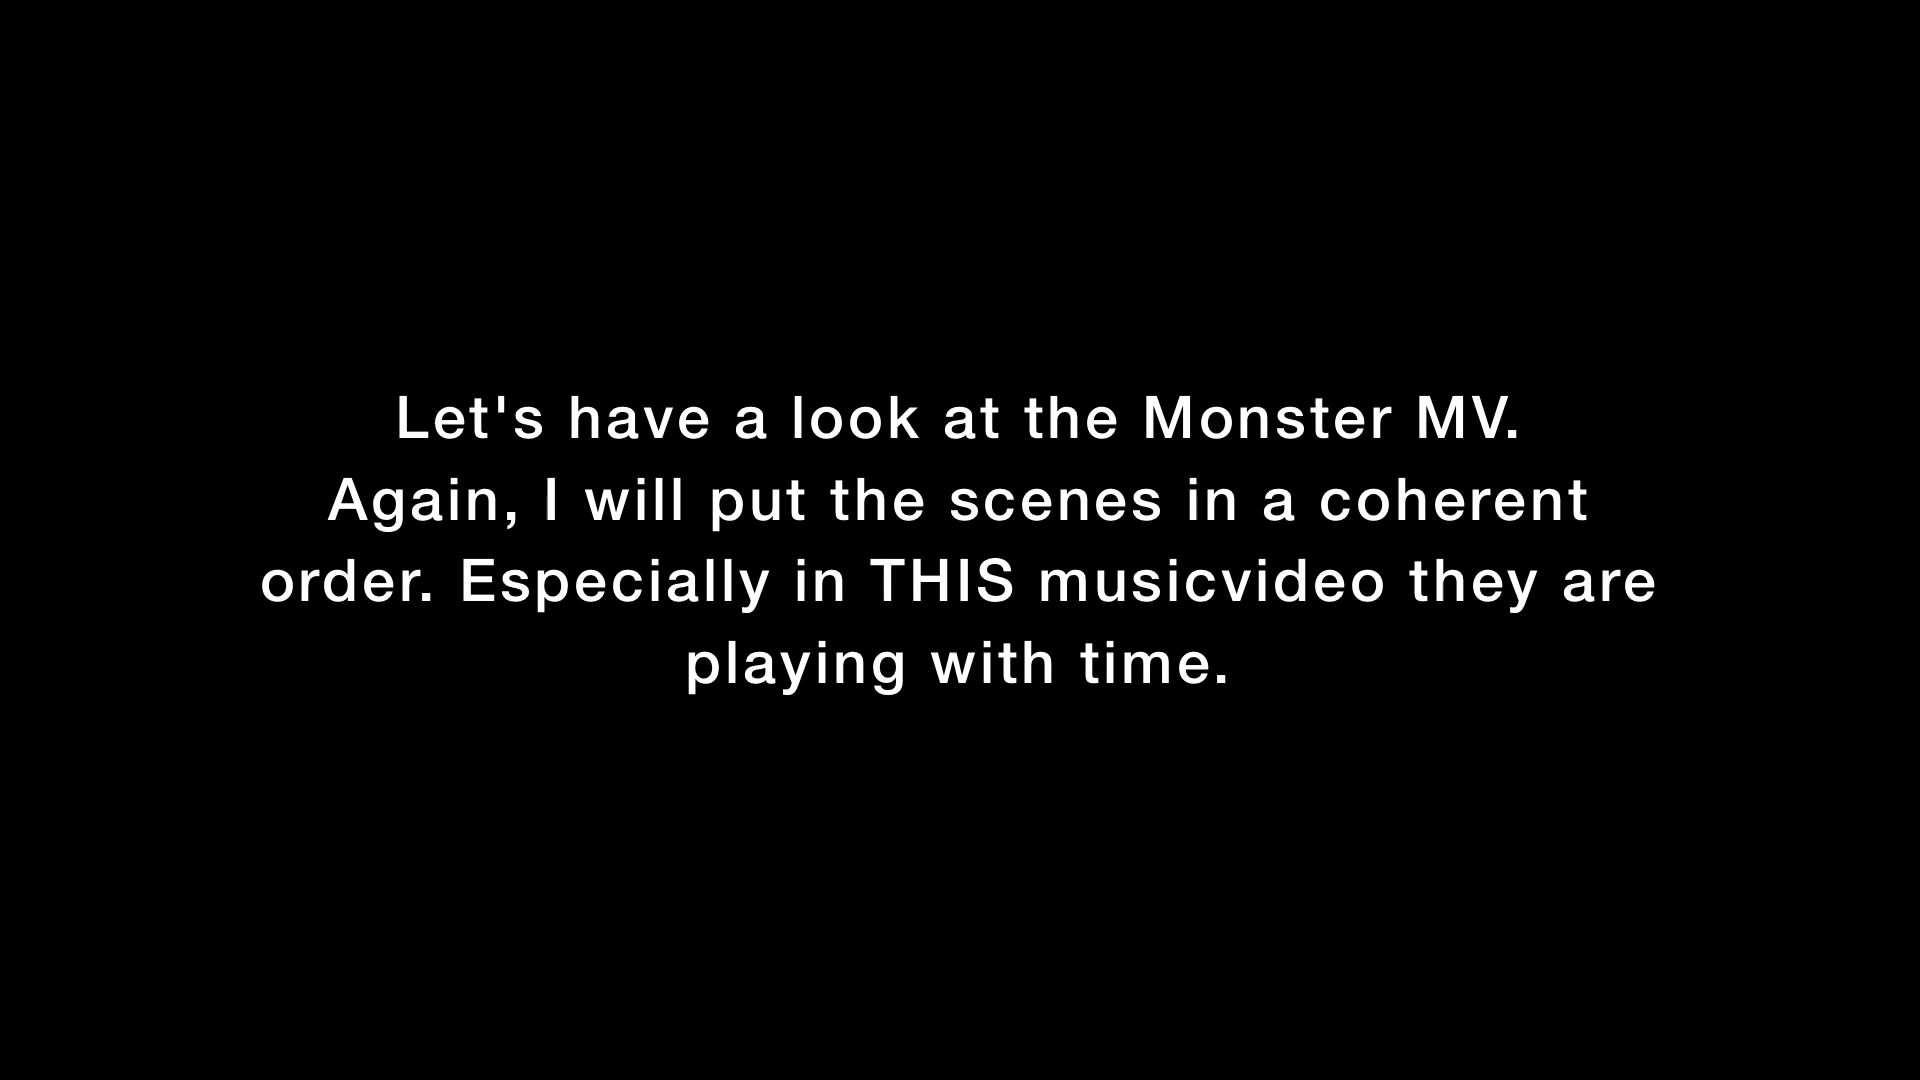 Let's have a look at the Monster MV.
Again, I will put the scenes in a coherent
order. Especially in THIS musicvideo they are
playing with time.